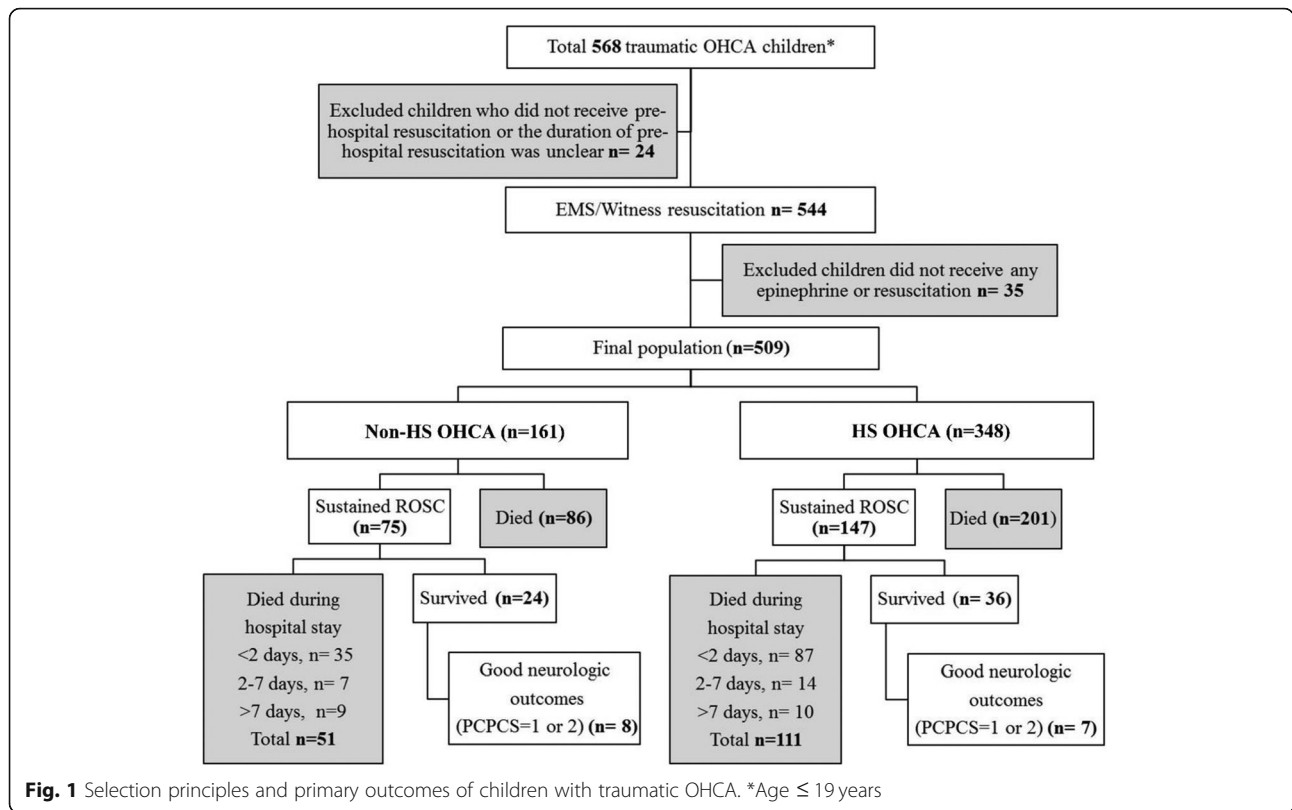 Total 568 traumatic OHCA children*
Excluded children who did not receive pre-
hospital resuscitation or the duration of pre-
hospital resuscitation was unclear n= 24
EMS/Witness resuscitation n= 544
Excluded children did not receive any
epinephrine or resuscitation n= 35
Final population (n=509)
Non-HS OHCA (n=161)
HS OHCA (n=348)
Sustained ROSC
(n=75)
Died (n=86)
Sustained ROSC
(n=147)
Died (n=201)
Died during
hospital stay
<2 days, n= 35
2-7 days, n= 7
>7 days, n=9
Total n=51
Survived (n=24)
Good neurologic
outcomes
(PCPCS=1 or 2) (n= 8)
Died during
hospital stay
<2 days, n= 87
2-7 days, n= 14
>7 days, n= 10
Total n=111
Survived (n= 36)
Good neurologic
outcomes
(PCPCS=1 or 2) (n= 7)
Fig. 1 Selection principles and primary outcomes of children with traumatic OHCA. *Age ≤ 19 years